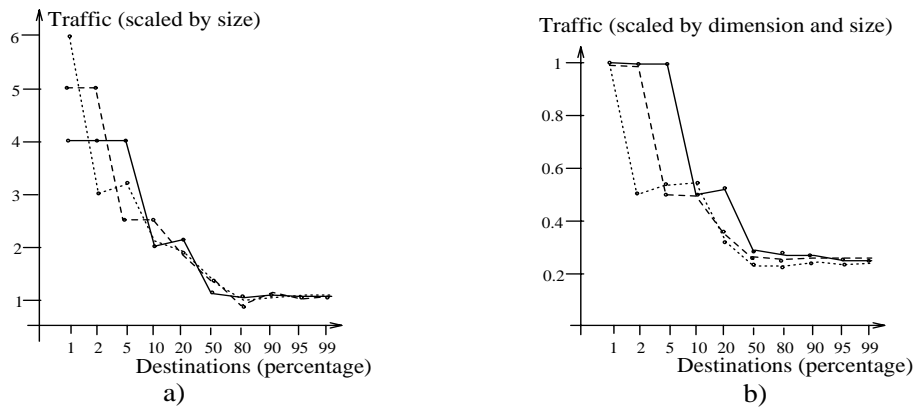 Traffic (scaled by size)
6
5
4
3
2
1
1 2 5 10 20 50 80 90 95 99
Destinations (percentage)
a)
Traffic (scaled by dimension and size)
1
0.8
0.6
0.4
0.2
1 2 5 10 20 50 80 90 95 99
Destinations (percentage)
b)